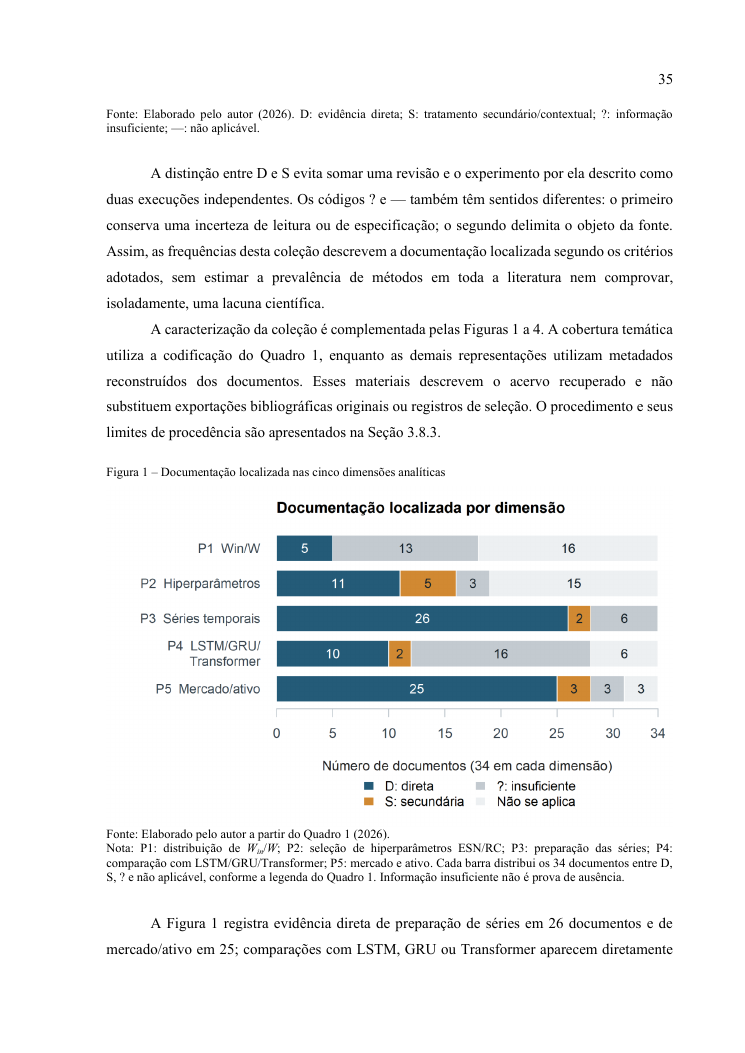 35
Fonte: Elaborado pelo autor (2026). D: evidência direta; S: tratamento secundário/contextual; ?: informação
insuficiente; —: não aplicável.
A distinção entre D e S evita somar uma revisão e o experimento por ela descrito como
duas execuções independentes. Os códigos ? e — também têm sentidos diferentes: o primeiro
conserva uma incerteza de leitura ou de especificação; o segundo delimita o objeto da fonte.
Assim, as frequências desta coleção descrevem a documentação localizada segundo os critérios
adotados, sem estimar a prevalência de métodos em toda a literatura nem comprovar,
isoladamente, uma lacuna científica.
A caracterização da coleção é complementada pelas Figuras 1 a 4. A cobertura temática
utiliza a codificação do Quadro 1, enquanto as demais representações utilizam metadados
reconstruídos dos documentos. Esses materiais descrevem o acervo recuperado e não
substituem exportações bibliográficas originais ou registros de seleção. O procedimento e seus
limites de procedência são apresentados na Seção 3.8.3.
Figura 1 – Documentação localizada nas cinco dimensões analíticas
Documentação localizada por dimensão
P1 Win/W 5 13 16
P2 Hiperparâmetros 11 5 3 15
P3 Séries temporais 26 2 6
P4 LSTM/GRU/
Transformer 10 2 16 6
P5 Mercado/ativo 25 3 3 3
0 5 10 15 20 25 30 34
Número de documentos (34 em cada dimensão)
D: direta ?: insuficiente
S: secundária Não se aplica
Fonte: Elaborado pelo autor a partir do Quadro 1 (2026).
Nota: P1: distribuição de Win/W; P2: seleção de hiperparâmetros ESN/RC; P3: preparação das séries; P4:
comparação com LSTM/GRU/Transformer; P5: mercado e ativo. Cada barra distribui os 34 documentos entre D,
S, ? e não aplicável, conforme a legenda do Quadro 1. Informação insuficiente não é prova de ausência.
A Figura 1 registra evidência direta de preparação de séries em 26 documentos e de
mercado/ativo em 25; comparações com LSTM, GRU ou Transformer aparecem diretamente